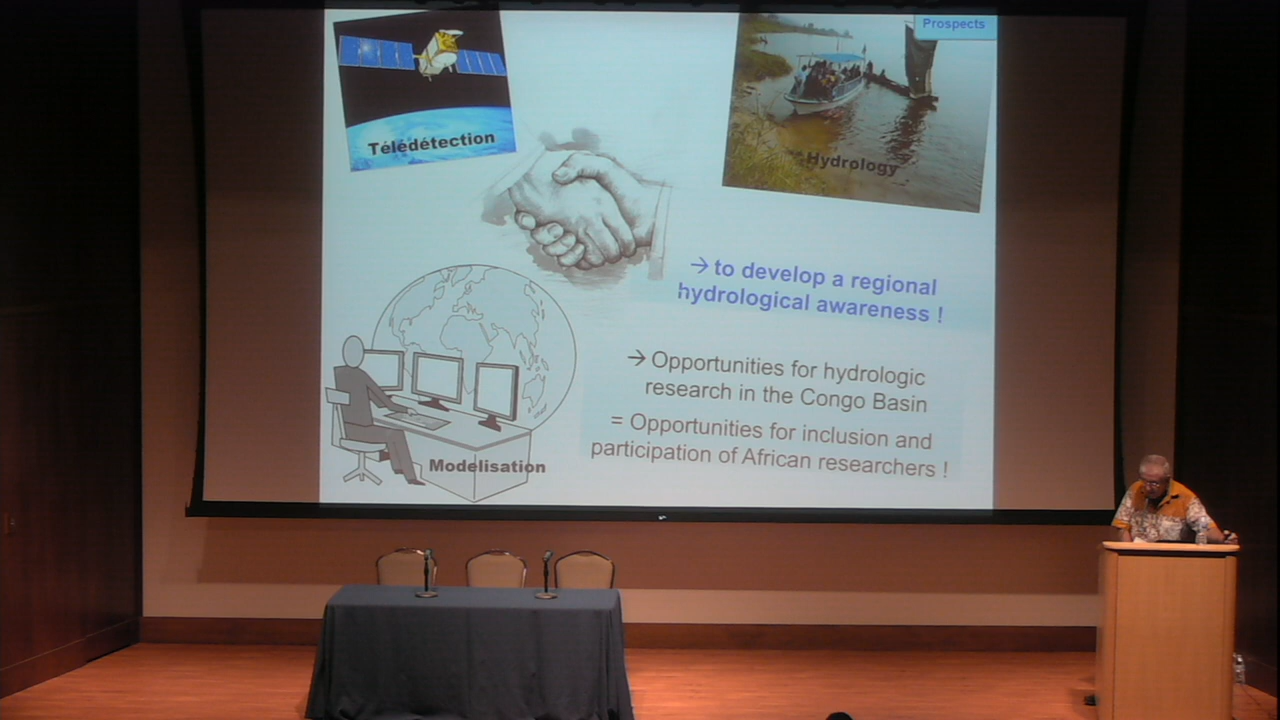 Prospects
Télédétection
Hydrology
→ to develop a regional
hydrological awareness !
→ Opportunities for hydrologic
research in the Congo Basin
= Opportunities for inclusion and
participation of African researchers !
Modelisation